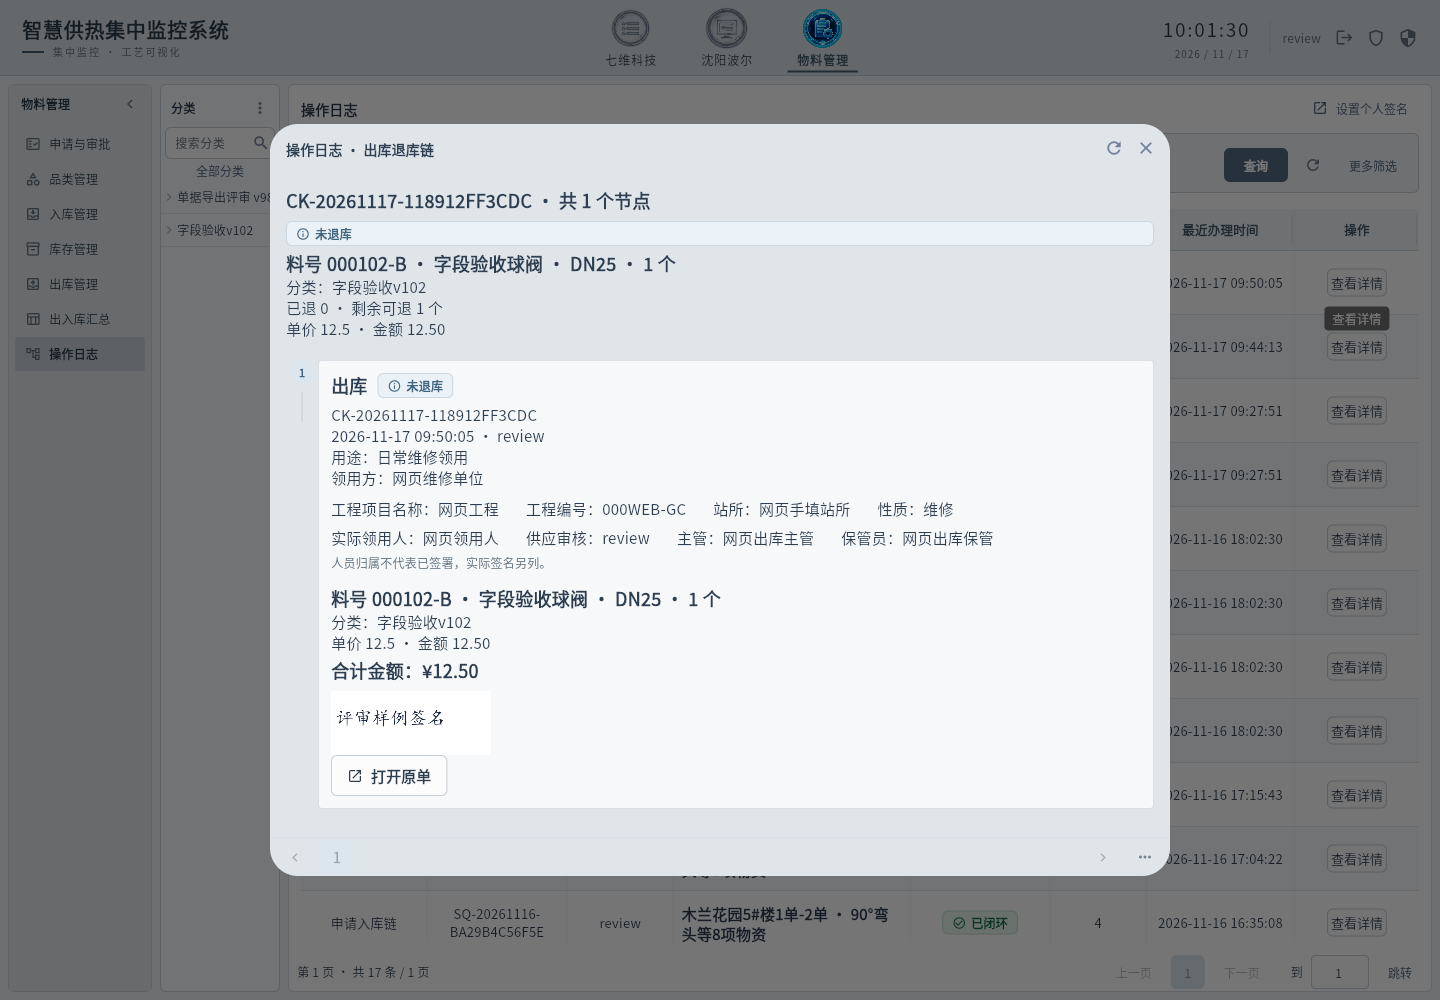 智慧供热集中监控系统
集中监控 · 工艺可视化
七维科技
沈阳波尔
物料管理
10:01:30
2026 / 11 / 17
review
物料管理
申请与审批
品类管理
入库管理
库存管理
出库管理
出入库汇总
操作日志
分类
搜索分类
全部分类
单据导出评审 v98
字段验收v102
操作日志
设置个人签名
查询
更多筛选
最近办理时间
操作
操作日志 · 出库退库链
CK-20261117-118912FF3CDC · 共 1 个节点
未退库
料号 000102-B · 字段验收球阀 · DN25 · 1 个
分类：字段验收v102
已退 0 · 剩余可退 1 个
单价 12.5 · 金额 12.50
1
出库
未退库
CK-20261117-118912FF3CDC
2026-11-17 09:50:05 · review
用途：日常维修领用
领用方：网页维修单位
工程项目名称：网页工程 工程编号：000WEB-GC 站所：网页手填站所 性质：维修
实际领用人：网页领用人 供应审核：review 主管：网页出库主管 保管员：网页出库保管
人员归属不代表已签署，实际签名另列。
料号 000102-B · 字段验收球阀 · DN25 · 1 个
分类：字段验收v102
单价 12.5 · 金额 12.50
合计金额：¥12.50
评审样例签名
打开原单
1
26-11-17 09:50:05 查看详情
查看详情
26-11-17 09:44:13 查看详情
26-11-17 09:27:51 查看详情
26-11-17 09:27:51 查看详情
26-11-16 18:02:30 查看详情
26-11-16 18:02:30 查看详情
26-11-16 18:02:30 查看详情
26-11-16 18:02:30 查看详情
26-11-16 17:15:43 查看详情
26-11-16 17:04:22 查看详情
申请入库链
SQ-20261116-
BA29B4C56F5E
review
木兰花园5#楼1单-2单 · 90°弯
头等8项物资
已闭环
4
2026-11-16 16:35:08
查看详情
第 1 页 · 共 17 条 / 1 页
上一页
1
下一页
到
1
跳转